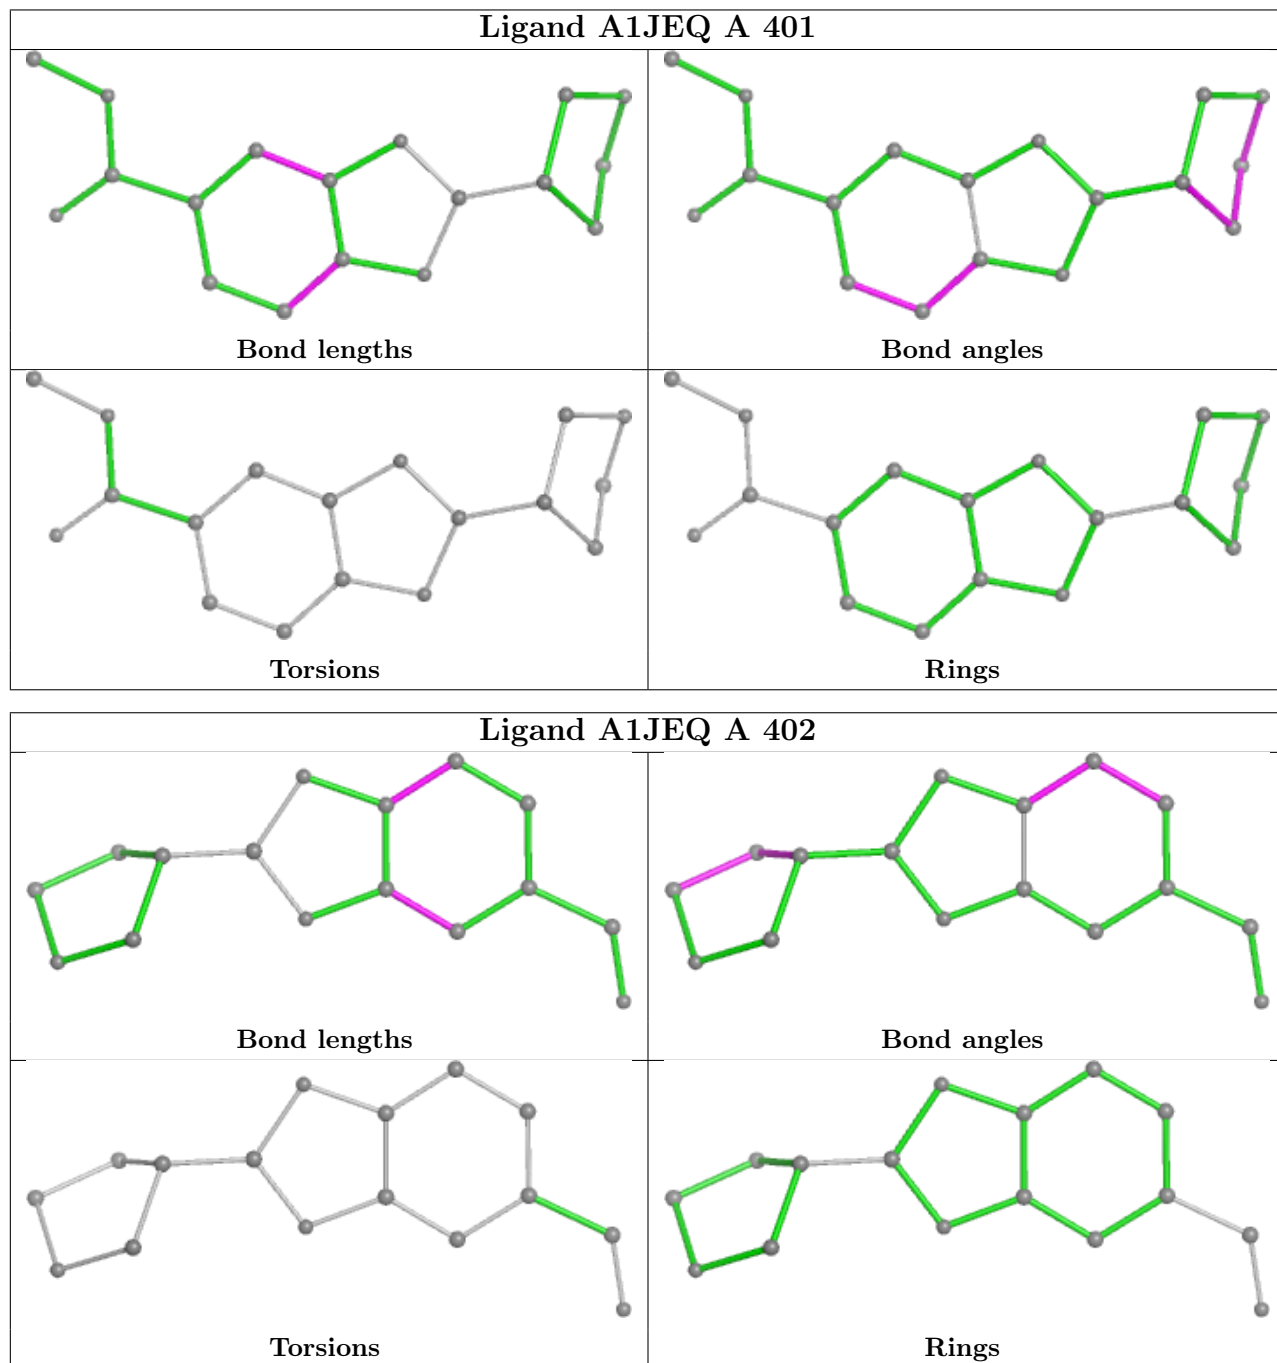 Ligand A1JEQ A 401
Bond lengths
Bond angles
Torsions
Rings
Ligand A1JEQ A 402
Bond lengths
Bond angles
Torsions
Rings